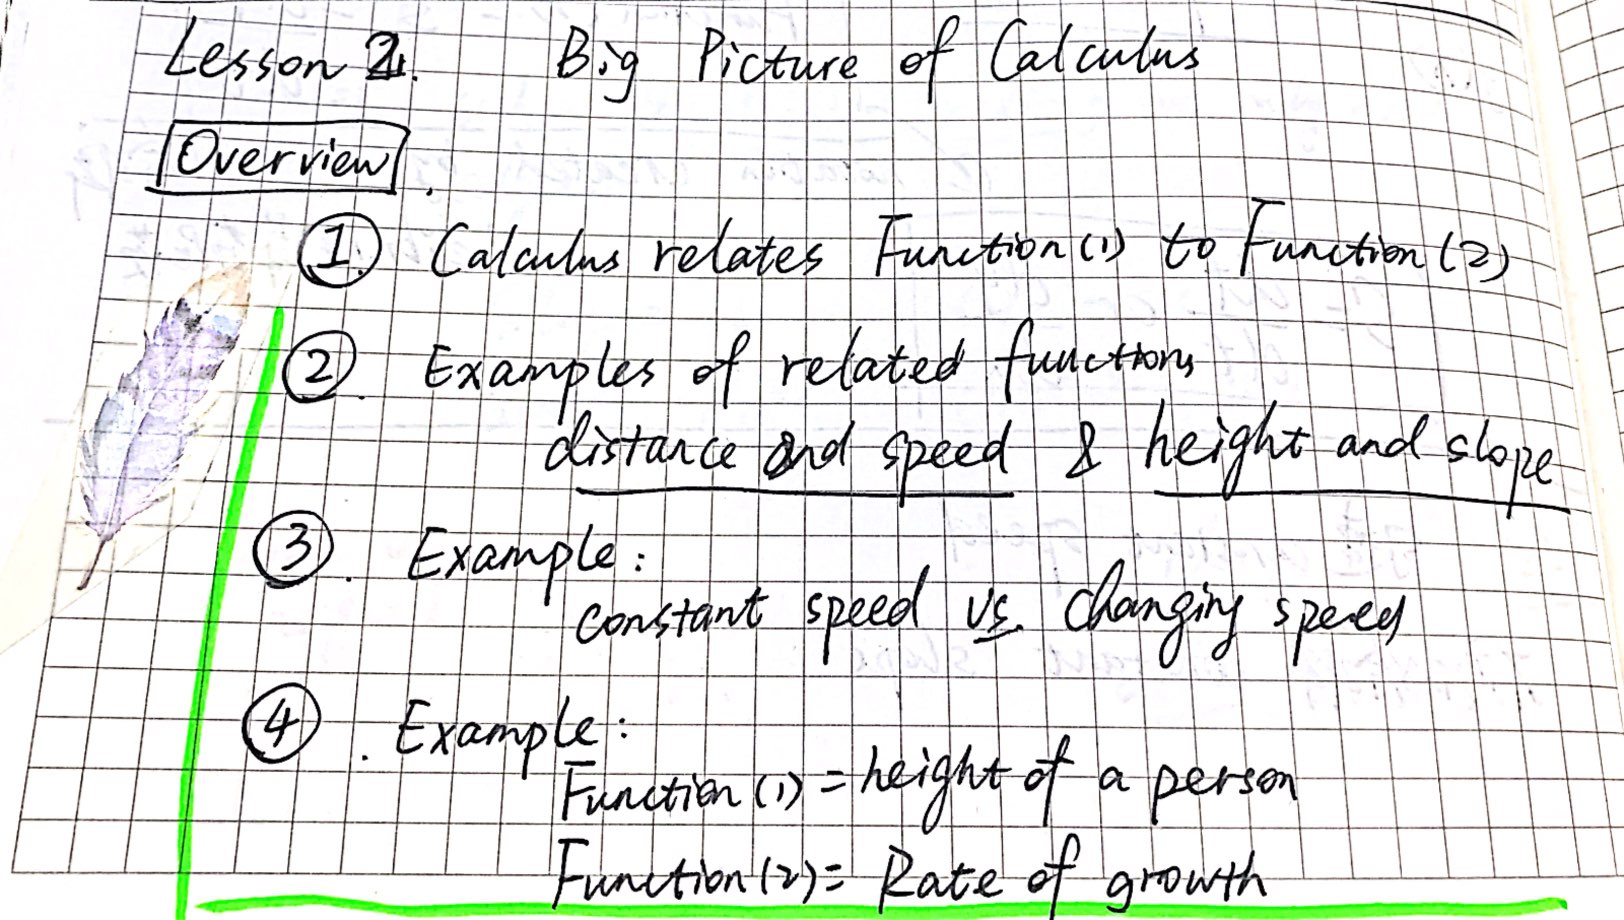 Lesson 21. Big Picture of Calculus
Overview.
① Calculus relates Function (1) to Function (2)
②. Examples of related functions
distance and speed & height and slope
③. Example:
constant speed vs. changing speed
④. Example:
Function (1) = height of a person
Function (2) = Rate of growth